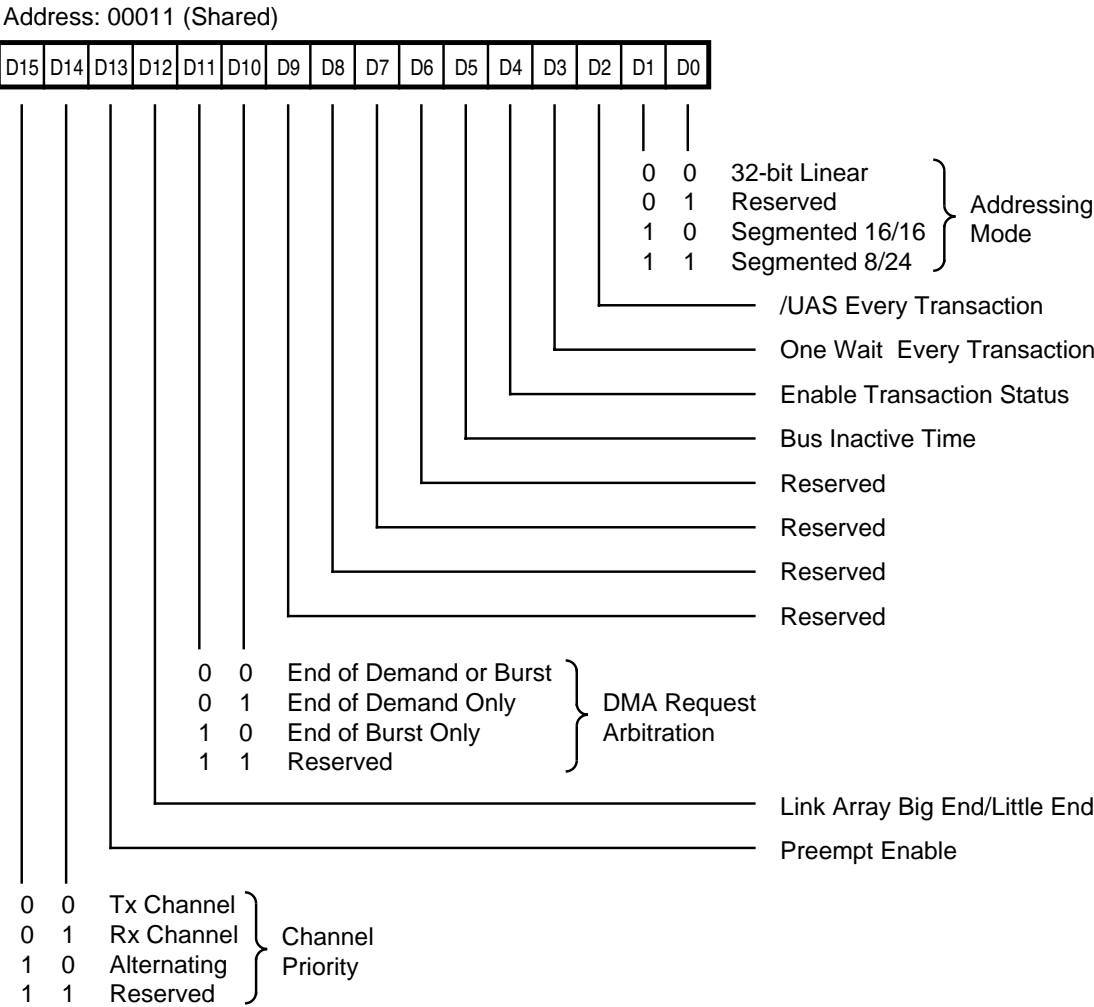 Address: 00011 (Shared)
D15 D14 D13 D12 D11 D10 D9 D8 D7 D6 D5 D4 D3 D2 D1 D0
0 0 32-bit Linear
0 1 Reserved
1 0 Segmented 16/16
1 1 Segmented 8/24
Addressing
Mode
/UAS Every Transaction
One Wait Every Transaction
Enable Transaction Status
Bus Inactive Time
Reserved
Reserved
Reserved
Reserved
0 0 End of Demand or Burst
0 1 End of Demand Only
1 0 End of Burst Only
1 1 Reserved
DMA Request
Arbitration
Link Array Big End/Little End
Preempt Enable
0 0 Tx Channel
0 1 Rx Channel
1 0 Alternating
1 1 Reserved
Channel
Priority